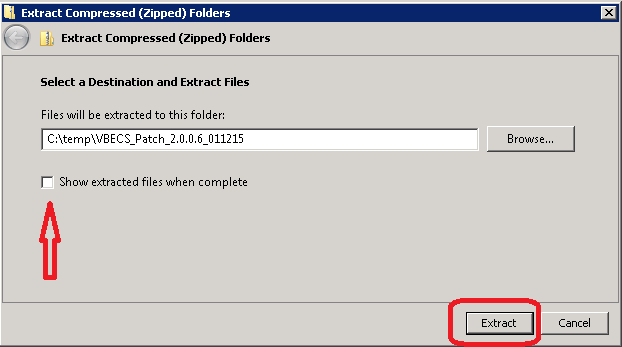 Extract Compressed (Zipped) Folders
Extract Compressed (Zipped) Folders
Select a Destination and Extract Files
Files will be extracted to this folder:
C:\temp\VBECS_Patch_2.0.0.6_011215
Browse...
Show extracted files when complete
Extract
Cancel